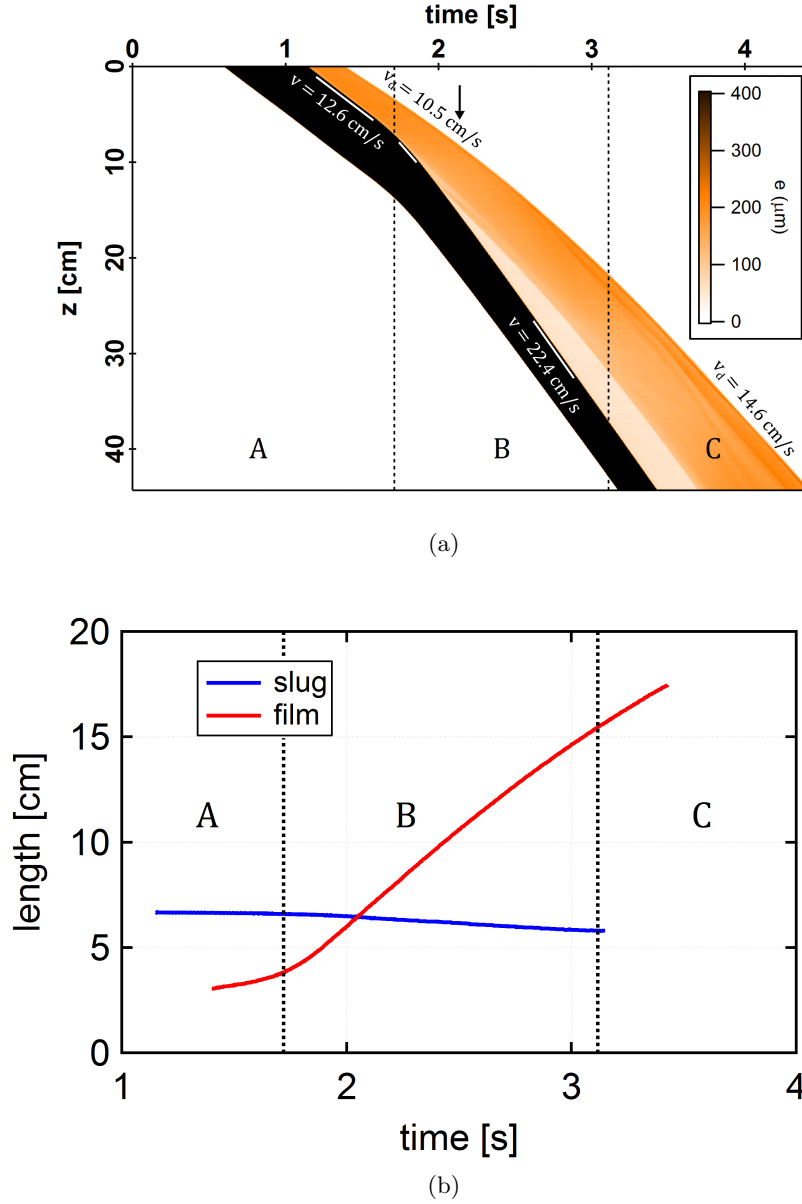 time [s]
0 1 2 3 4
0
10
20
30
40
z [cm]
v = 12.6 cm/s
v_d = 10.5 cm/s
v = 22.4 cm/s
v_d = 14.6 cm/s
400
300
200
100
0
e (μm)
A B C
(a)
20
15
10
5
0
length [cm]
slug
film
A B C
1 2 3 4
time [s]
(b)